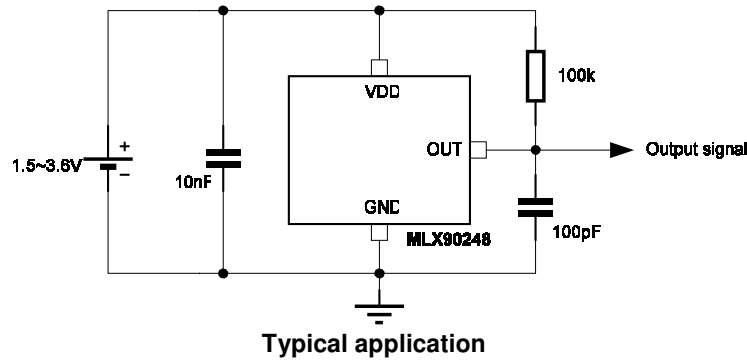 VDD
100k
OUT
Output signal
+
1.5~3.6V
−
10nF
GND
MLX90248
100pF
Typical application